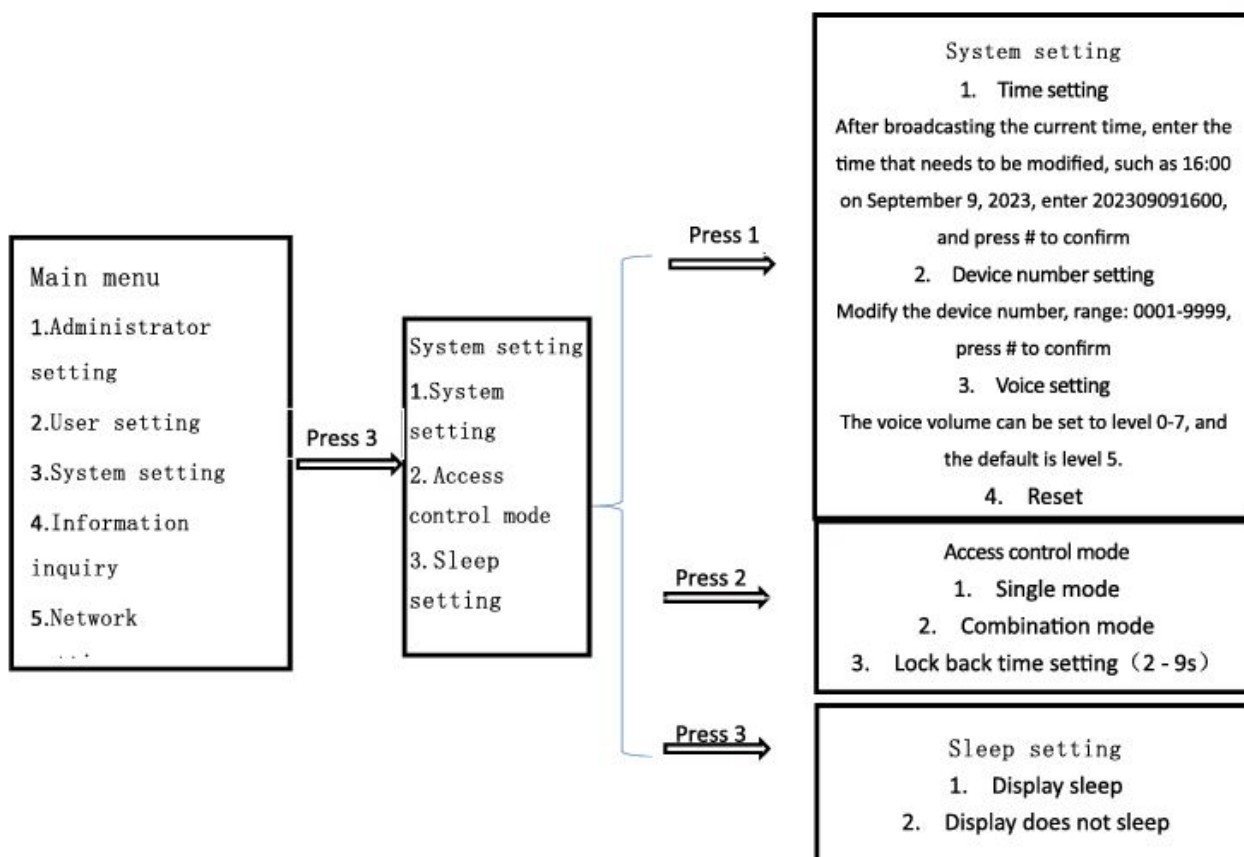 Main menu
1.Administrator
setting
2.User setting
3.System setting
4.Information
inquiry
5.Network
Press 3
System setting
1.System
setting
2. Access
control mode
3. Sleep
setting
Press 1
System setting
1. Time setting
After broadcasting the current time, enter the
time that needs to be modified, such as 16:00
on September 9, 2023, enter 202309091600,
and press # to confirm
2. Device number setting
Modify the device number, range: 0001-9999,
press # to confirm
3. Voice setting
The voice volume can be set to level 0-7, and
the default is level 5.
4. Reset
Press 2
Access control mode
1. Single mode
2. Combination mode
3. Lock back time setting（2 - 9s）
Press 3
Sleep setting
1. Display sleep
2. Display does not sleep